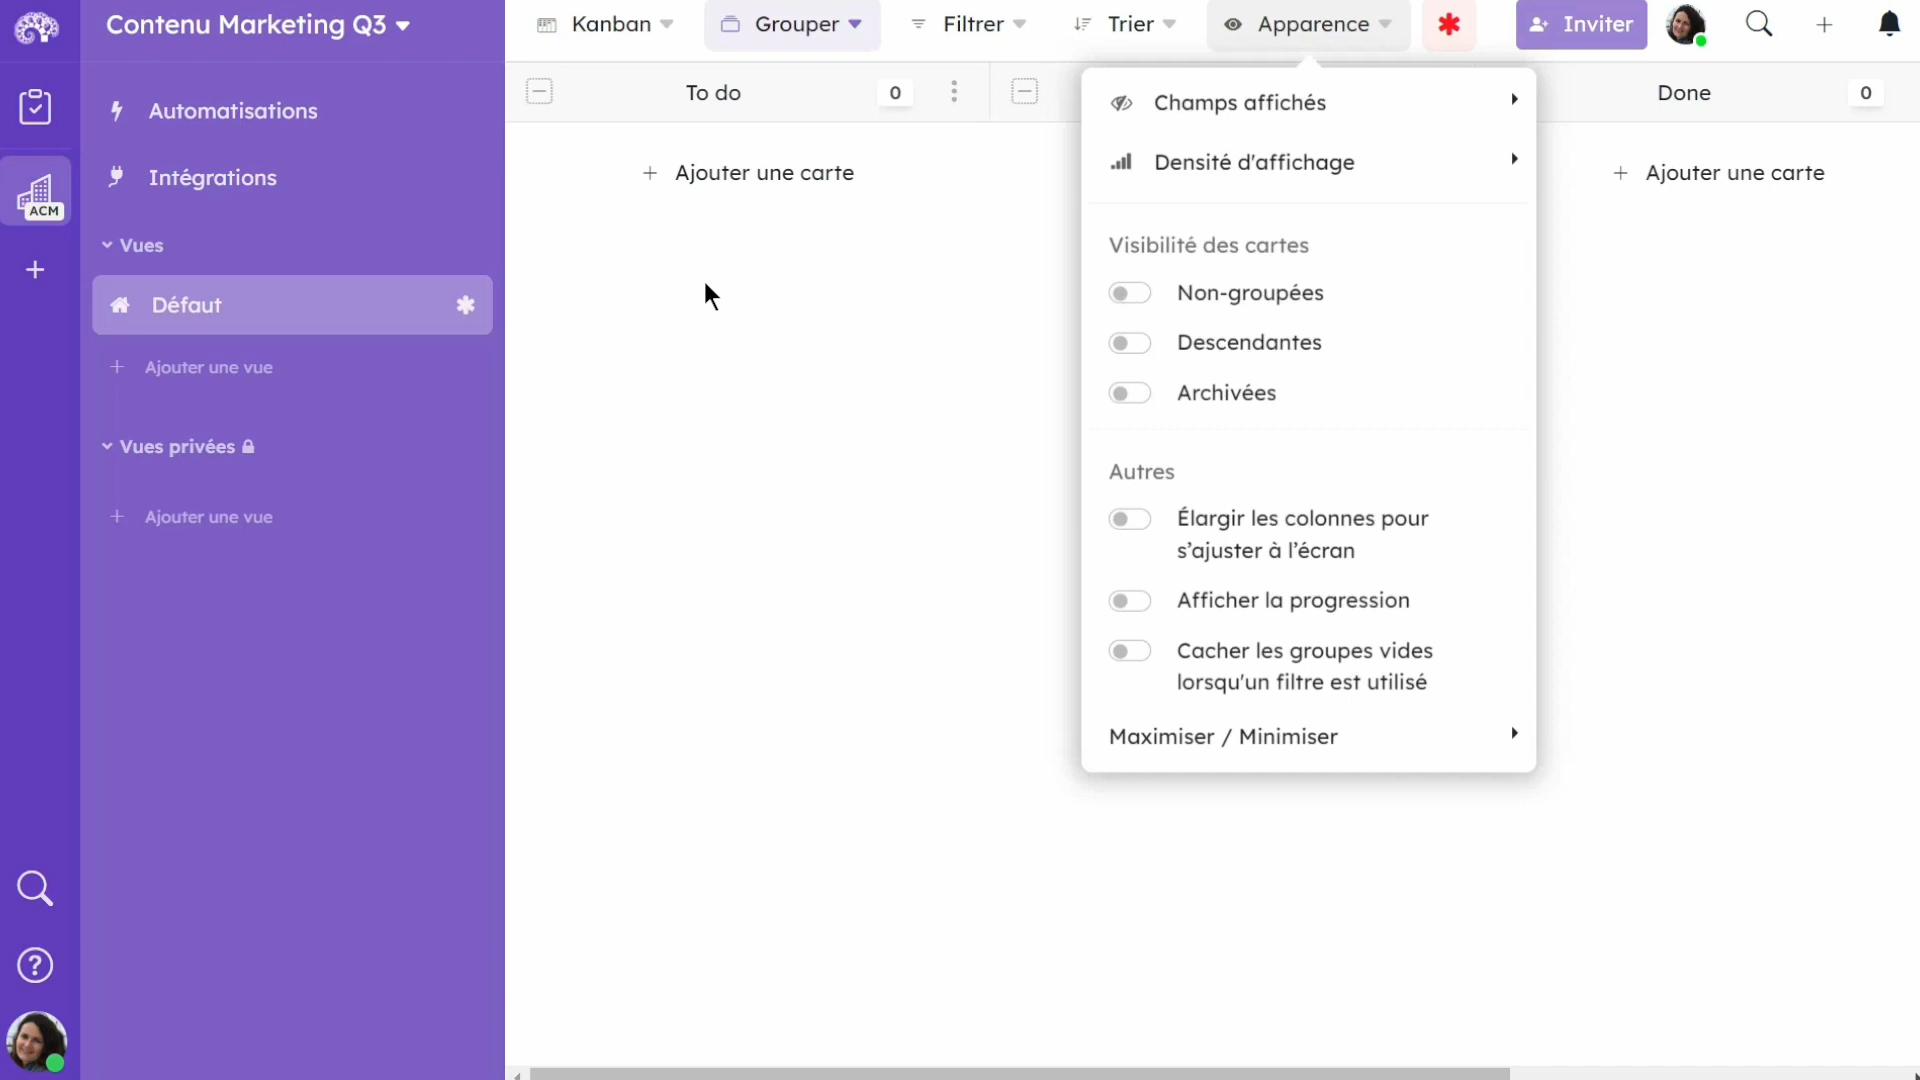 Contenu Marketing Q3
Kanban
Grouper
Filtrer
Trier
Apparence
Inviter
ACM
Automatisations
Intégrations
Vues
Défaut
Ajouter une vue
Vues privées
Ajouter une vue
To do
0
Ajouter une carte
Champs affichés
Densité d'affichage
Visibilité des cartes
Non-groupées
Descendantes
Archivées
Autres
Élargir les colonnes pour
s’ajuster à l’écran
Afficher la progression
Cacher les groupes vides
lorsqu'un filtre est utilisé
Maximiser / Minimiser
Done
0
Ajouter une carte